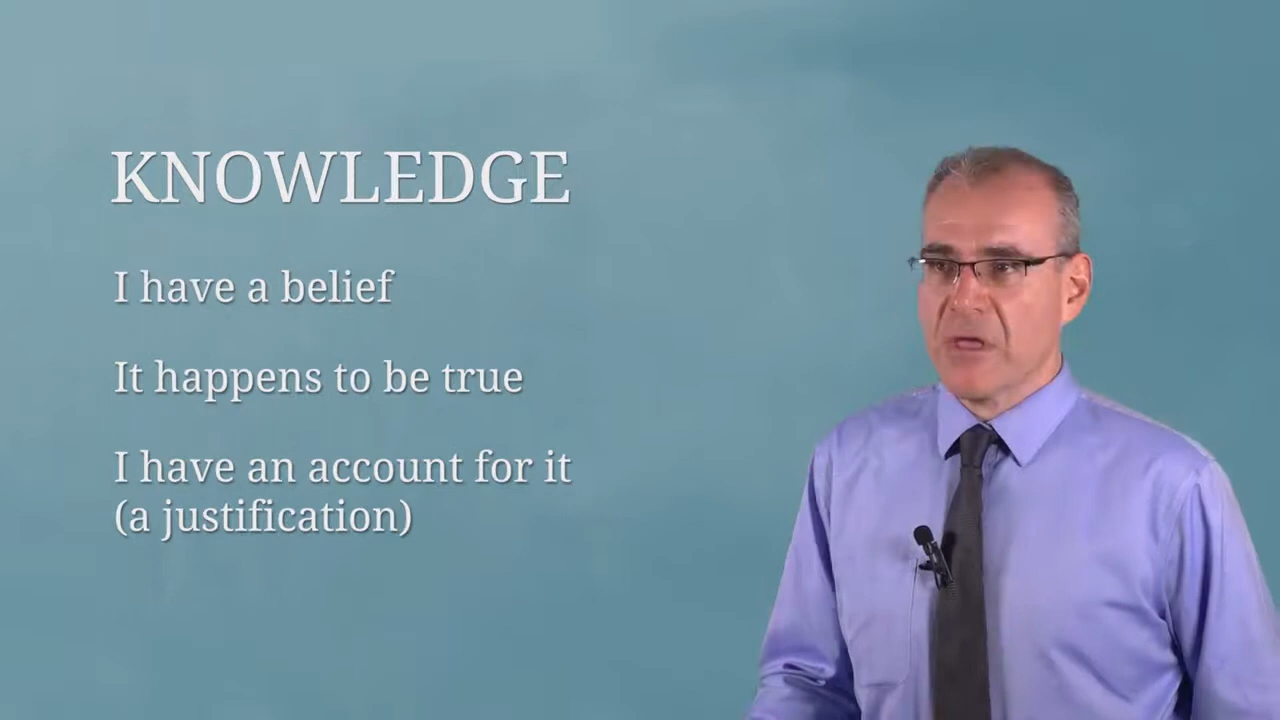 KNOWLEDGE
I have a belief
It happens to be true
I have an account for it
(a justification)